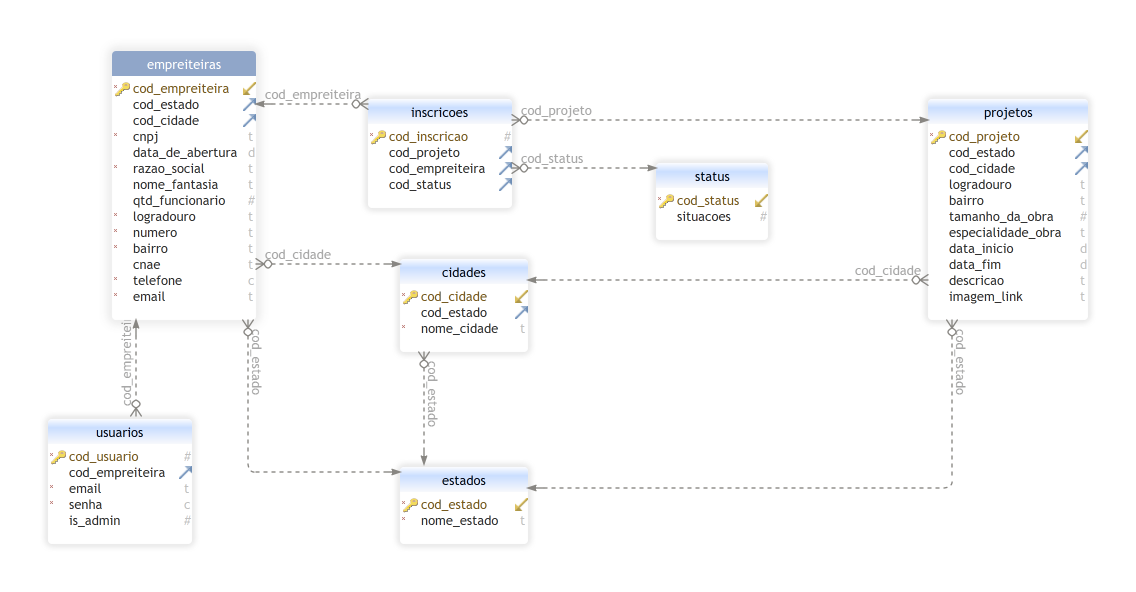 empreiteiras
cod_empreiteira
cod_estado
cod_cidade
cnpj t
data_de_abertura d
razao_social t
nome_fantasia t
qtd_funcionario #
logradouro t
numero t
bairro t
cnae t
telefone c
email t
cod_empreiteira
inscricoes
cod_inscricao #
cod_projeto
cod_empreiteira
cod_status
cod_projeto
cod_status
status
cod_status
situacoes #
projetos
cod_projeto
cod_estado
cod_cidade
logradouro t
bairro t
tamanho_da_obra #
especialidade_obra t
data_inicio d
data_fim d
descricao t
imagem_link t
cod_cidade
cidades
cod_cidade
cod_estado
nome_cidade t
cod_cidade
cod_empreitei
cod_estado
cod_estado
cod_estado
usuarios
cod_usuario #
cod_empreiteira
email t
senha c
is_admin #
estados
cod_estado
nome_estado t